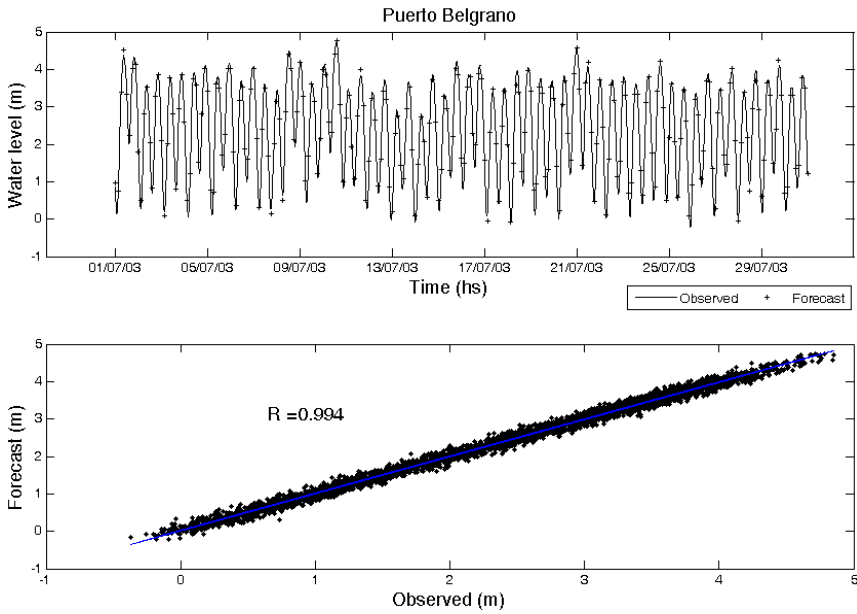 Puerto Belgrano
5
4
3
2
1
0
-1
Water level (m)
01/07/03 05/07/03 09/07/03 13/07/03 17/07/03 21/07/03 25/07/03 29/07/03
Time (hs)
Observed Forecast
5
4
3
2
1
0
-1
Forecast (m)
R =0.994
-1 0 1 2 3 4 5
Observed (m)